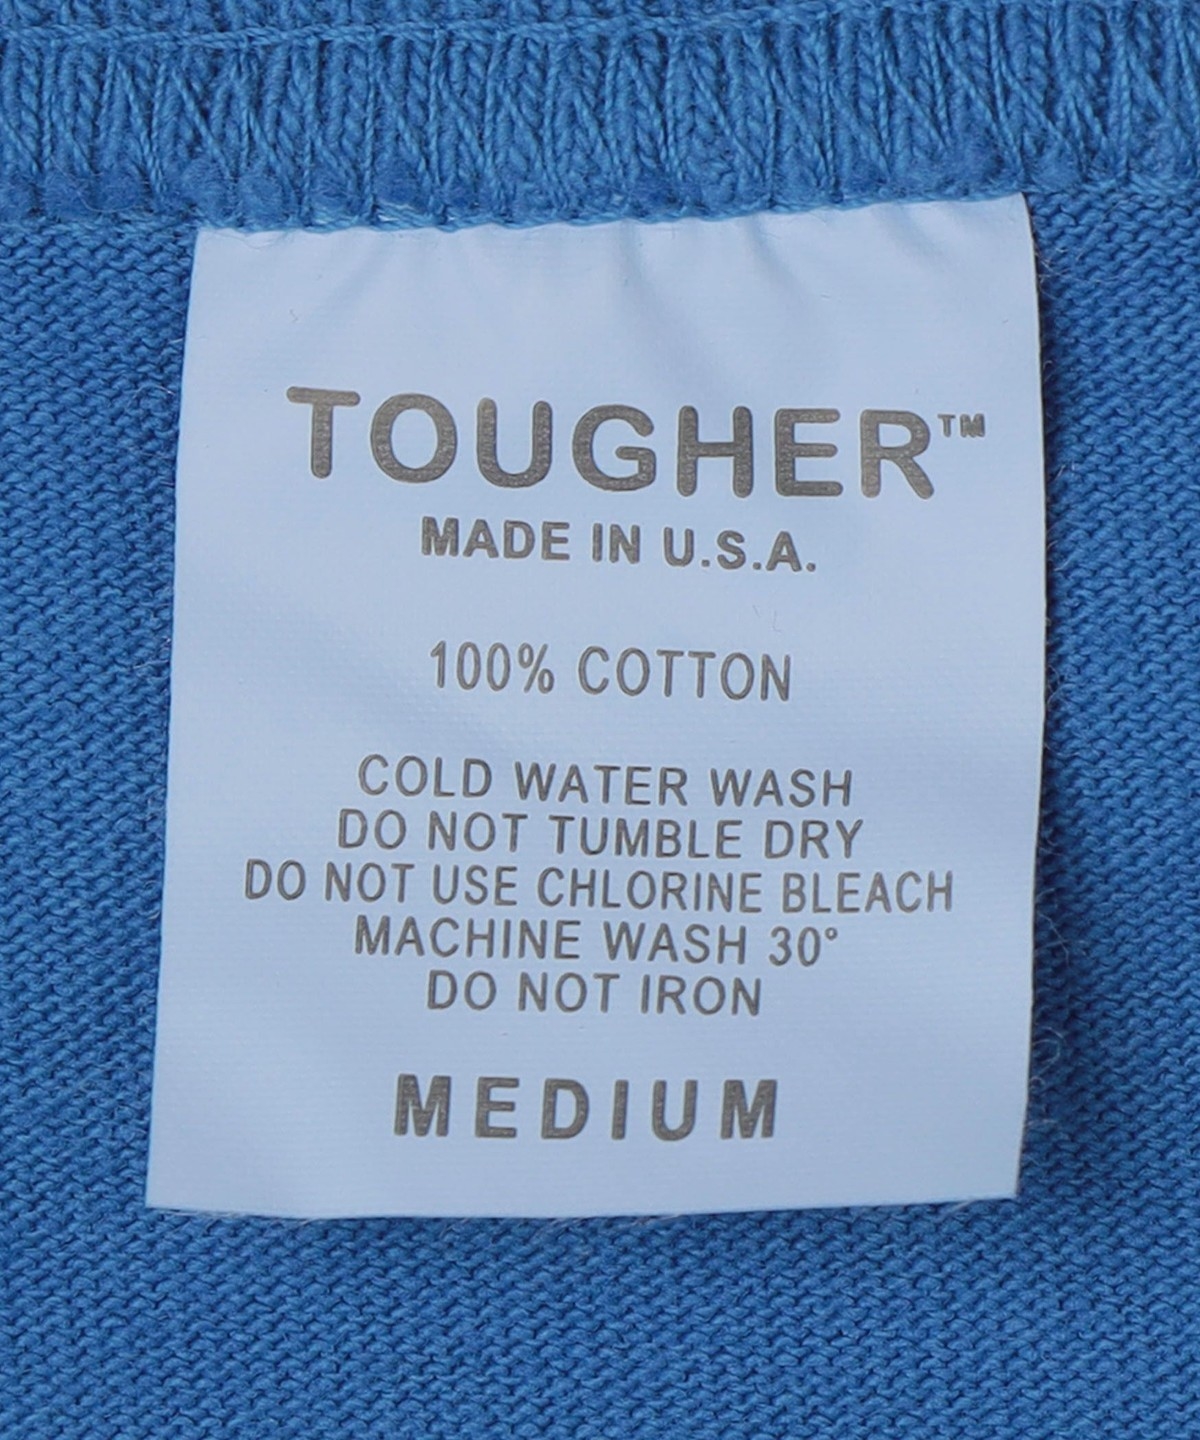 TOUGHER™
MADE IN U.S.A.
100% COTTON
COLD WATER WASH
DO NOT TUMBLE DRY
DO NOT USE CHLORINE BLEACH
MACHINE WASH 30°
DO NOT IRON
MEDIUM